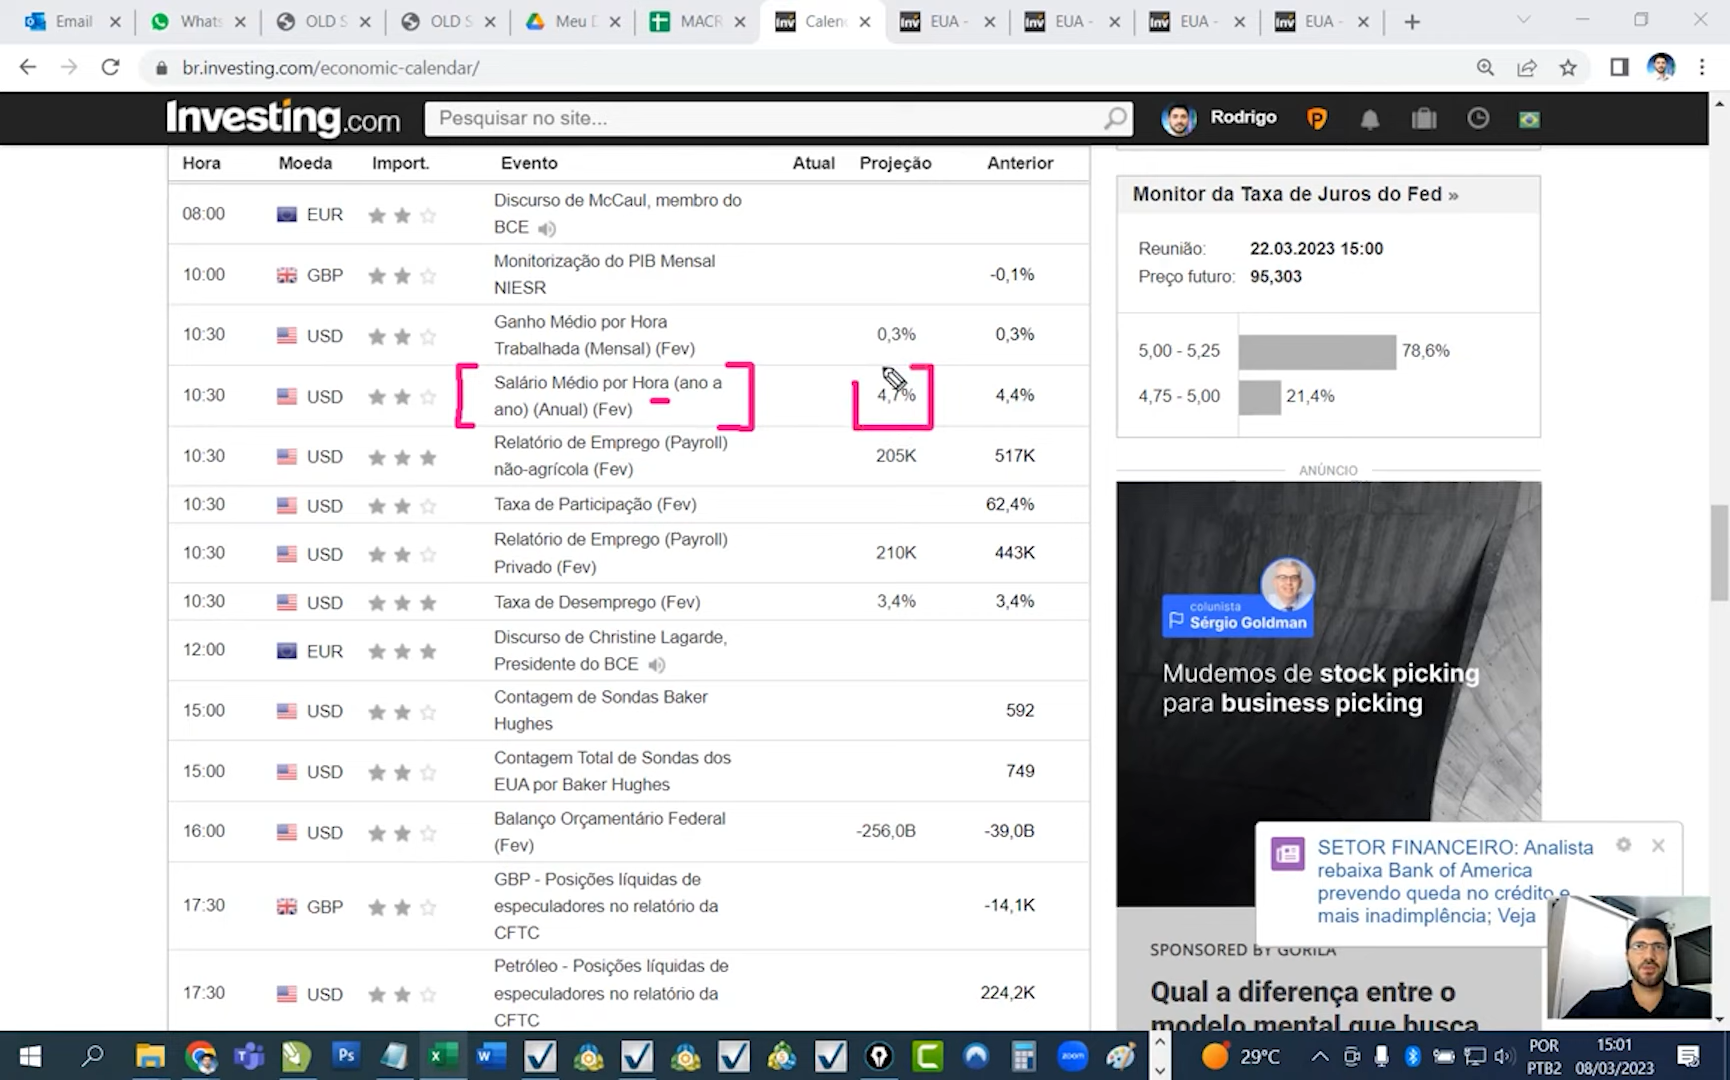 Email
Whats
OLD S
OLD S
Meu D
MACR
Calenc
EUA -
EUA -
EUA -
EUA -
br.investing.com/economic-calendar/
Investing.com
Pesquisar no site...
Rodrigo
Hora Moeda Import. Evento Atual Projeção Anterior
08:00 EUR Discurso de McCaul, membro do
BCE
10:00 GBP Monitorização do PIB Mensal
NIESR -0,1%
10:30 USD Ganho Médio por Hora
Trabalhada (Mensal) (Fev) 0,3% 0,3%
10:30 USD Salário Médio por Hora (ano a
ano) (Anual) (Fev) 4,7% 4,4%
10:30 USD Relatório de Emprego (Payroll)
não-agrícola (Fev) 205K 517K
10:30 USD Taxa de Participação (Fev) 62,4%
10:30 USD Relatório de Emprego (Payroll)
Privado (Fev) 210K 443K
10:30 USD Taxa de Desemprego (Fev) 3,4% 3,4%
12:00 EUR Discurso de Christine Lagarde,
Presidente do BCE
15:00 USD Contagem de Sondas Baker
Hughes 592
15:00 USD Contagem Total de Sondas dos
EUA por Baker Hughes 749
16:00 USD Balanço Orçamentário Federal
(Fev) -256,0B -39,0B
17:30 GBP GBP - Posições líquidas de
especuladores no relatório da
CFTC -14,1K
17:30 USD Petróleo - Posições líquidas de
especuladores no relatório da
CFTC 224,2K
Monitor da Taxa de Juros do Fed »
Reunião: 22.03.2023 15:00
Preço futuro: 95,303
5,00 - 5,25 78,6%
4,75 - 5,00 21,4%
ANÚNCIO
colunista
Sérgio Goldman
Mudemos de stock picking
para business picking
SETOR FINANCEIRO: Analista
rebaixa Bank of America
prevendo queda no crédito e
mais inadimplência; Veja
SPONSORED BY GORILA
Qual a diferença entre o
modelo mental que busca
29°C
POR
PTB2
15:01
08/03/2023